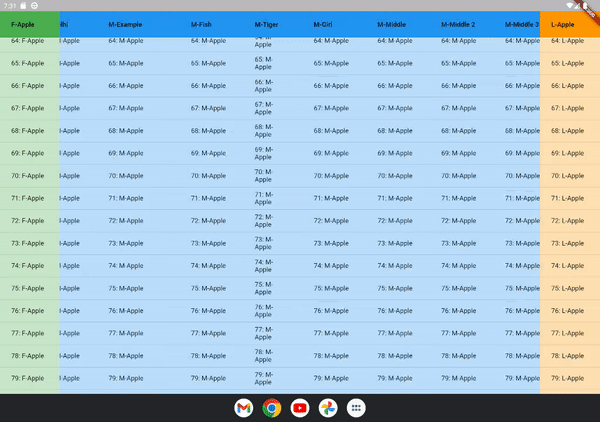 7:31
F-Apple lhi M-Example M-Fish M-Tiger M-Giri M-Middle M-Middle 2 M-Middle 3 L-Apple
64: F-Apple I-Apple 64: M-Apple 64: M-Apple 64: M-
Apple 64: M-Apple 64: M-Apple 64: M-Apple 64: M-Apple 64: L-Apple
65: F-Apple I-Apple 65: M-Apple 65: M-Apple 65: M-
Apple 65: M-Apple 65: M-Apple 65: M-Apple 65: M-Apple 65: L-Apple
66: F-Apple I-Apple 66: M-Apple 66: M-Apple 66: M-
Apple 66: M-Apple 66: M-Apple 66: M-Apple 66: M-Apple 66: L-Apple
67: F-Apple I-Apple 67: M-Apple 67: M-Apple 67: M-
Apple 67: M-Apple 67: M-Apple 67: M-Apple 67: M-Apple 67: L-Apple
68: F-Apple I-Apple 68: M-Apple 68: M-Apple 68: M-
Apple 68: M-Apple 68: M-Apple 68: M-Apple 68: M-Apple 68: L-Apple
69: F-Apple I-Apple 69: M-Apple 69: M-Apple 69: M-
Apple 69: M-Apple 69: M-Apple 69: M-Apple 69: M-Apple 69: L-Apple
70: F-Apple I-Apple 70: M-Apple 70: M-Apple 70: M-
Apple 70: M-Apple 70: M-Apple 70: M-Apple 70: M-Apple 70: L-Apple
71: F-Apple I-Apple 71: M-Apple 71: M-Apple 71: M-
Apple 71: M-Apple 71: M-Apple 71: M-Apple 71: M-Apple 71: L-Apple
72: F-Apple I-Apple 72: M-Apple 72: M-Apple 72: M-
Apple 72: M-Apple 72: M-Apple 72: M-Apple 72: M-Apple 72: L-Apple
73: F-Apple I-Apple 73: M-Apple 73: M-Apple 73: M-
Apple 73: M-Apple 73: M-Apple 73: M-Apple 73: M-Apple 73: L-Apple
74: F-Apple I-Apple 74: M-Apple 74: M-Apple 74: M-
Apple 74: M-Apple 74: M-Apple 74: M-Apple 74: M-Apple 74: L-Apple
75: F-Apple I-Apple 75: M-Apple 75: M-Apple 75: M-
Apple 75: M-Apple 75: M-Apple 75: M-Apple 75: M-Apple 75: L-Apple
76: F-Apple I-Apple 76: M-Apple 76: M-Apple 76: M-
Apple 76: M-Apple 76: M-Apple 76: M-Apple 76: M-Apple 76: L-Apple
77: F-Apple I-Apple 77: M-Apple 77: M-Apple 77: M-
Apple 77: M-Apple 77: M-Apple 77: M-Apple 77: M-Apple 77: L-Apple
78: F-Apple I-Apple 78: M-Apple 78: M-Apple 78: M-
Apple 78: M-Apple 78: M-Apple 78: M-Apple 78: M-Apple 78: L-Apple
79: F-Apple I-Apple 79: M-Apple 79: M-Apple 79: M-
Apple 79: M-Apple 79: M-Apple 79: M-Apple 79: M-Apple 79: L-Apple